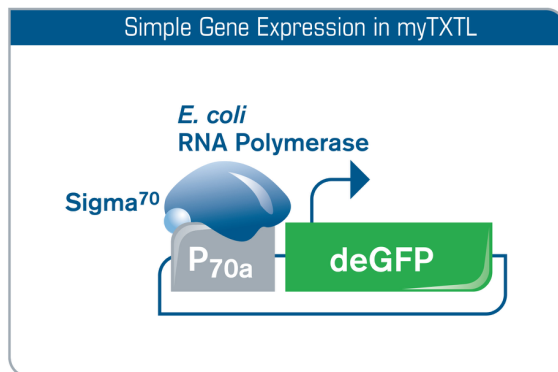 Simple Gene Expression in myTXTL
E. coli
RNA Polymerase
Sigma⁷⁰
P₇₀ₐ
deGFP